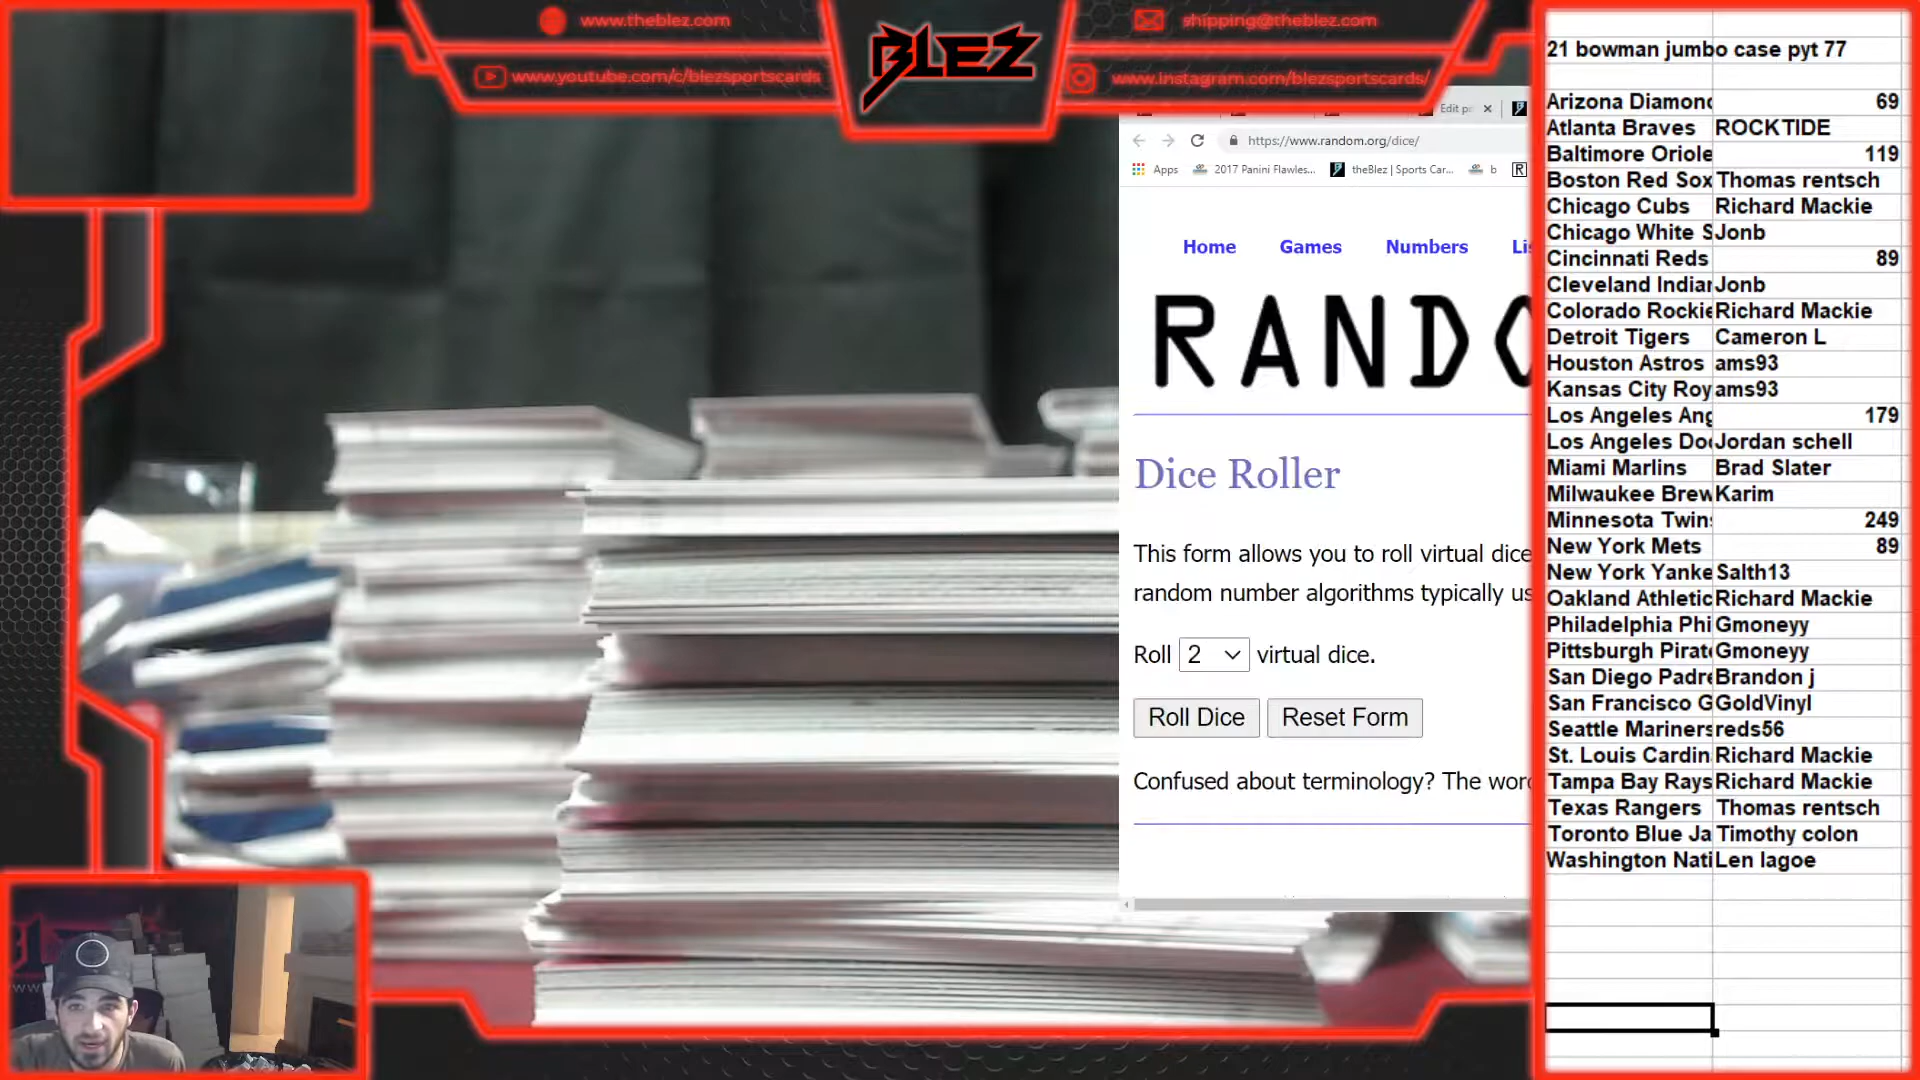 www.theblez.com
www.youtube.com/c/blezsportscards
BLEZ
shipping@theblez.com
www.instagram.com/blezsportscards/
Edit p
https://www.random.org/dice/
Apps
2017 Panini Flawles...
theBlez | Sports Car...
b
Home Games Numbers Li
RANDO
Dice Roller
This form allows you to roll virtual dice
random number algorithms typically us
Roll 2 virtual dice.
Roll Dice Reset Form
Confused about terminology? The wor
21 bowman jumbo case pyt 77
Arizona Diamond 69
Atlanta Braves ROCKTIDE
Baltimore Oriole 119
Boston Red Sox Thomas rentsch
Chicago Cubs Richard Mackie
Chicago White S Jonb
Cincinnati Reds 89
Cleveland Indian Jonb
Colorado Rockie Richard Mackie
Detroit Tigers Cameron L
Houston Astros ams93
Kansas City Roy ams93
Los Angeles Ang 179
Los Angeles Do Jordan schell
Miami Marlins Brad Slater
Milwaukee Brew Karim
Minnesota Twins 249
New York Mets 89
New York Yanke Salth13
Oakland Athletic Richard Mackie
Philadelphia Phi Gmoneyy
Pittsburgh Pirat Gmoneyy
San Diego Padre Brandon j
San Francisco G GoldVinyl
Seattle Mariners reds56
St. Louis Cardin Richard Mackie
Tampa Bay Rays Richard Mackie
Texas Rangers Thomas rentsch
Toronto Blue Ja Timothy colon
Washington Nati Len lagoe